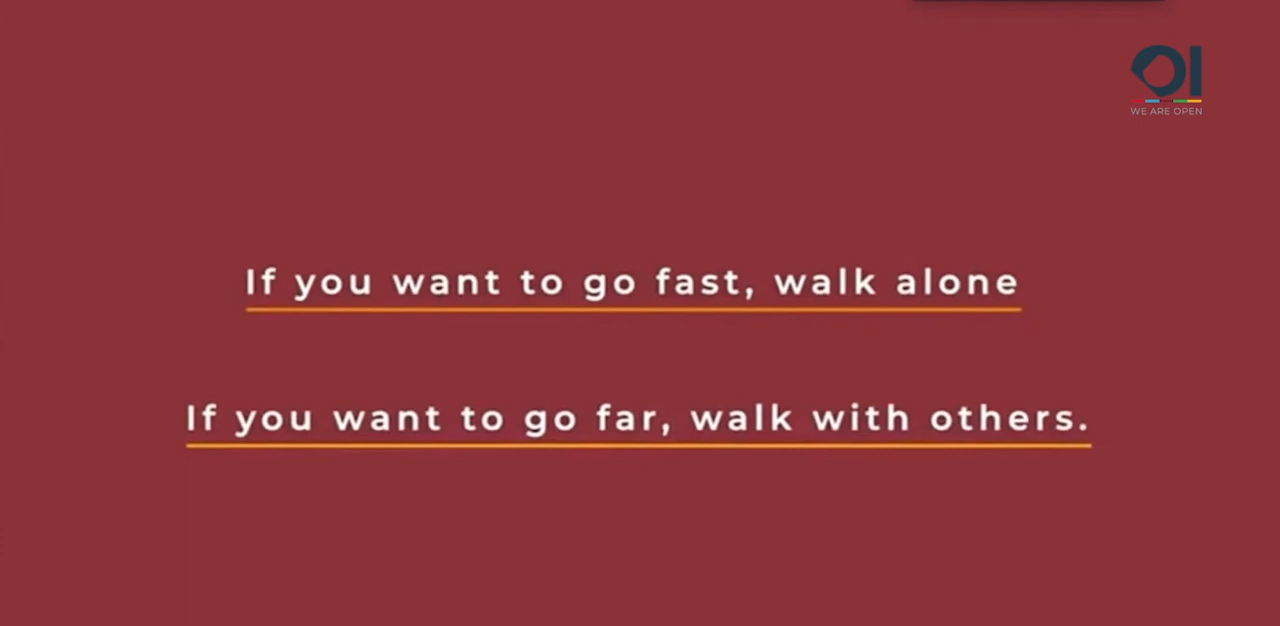 OI
WE ARE OPEN
If you want to go fast, walk alone
If you want to go far, walk with others.